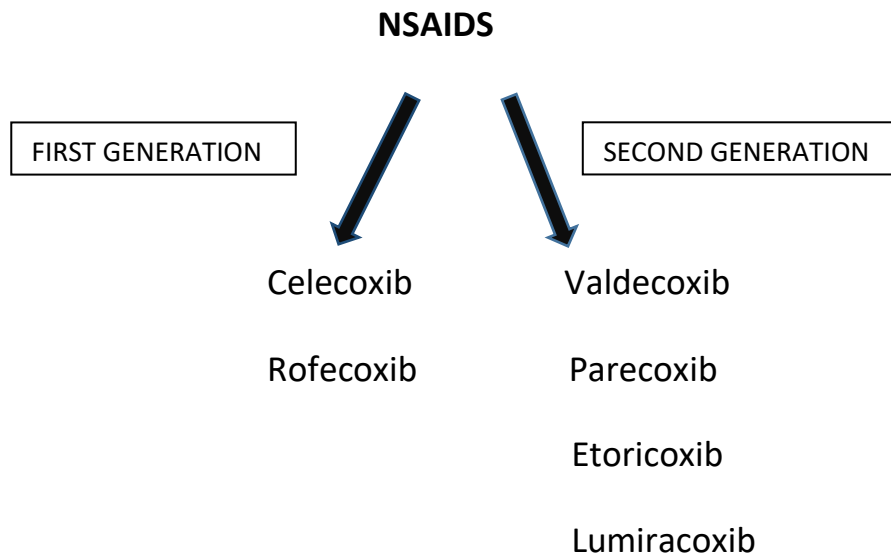 NSAIDS
FIRST GENERATION
SECOND GENERATION
Celecoxib
Valdecoxib
Rofecoxib
Parecoxib
Etoricoxib
Lumiracoxib